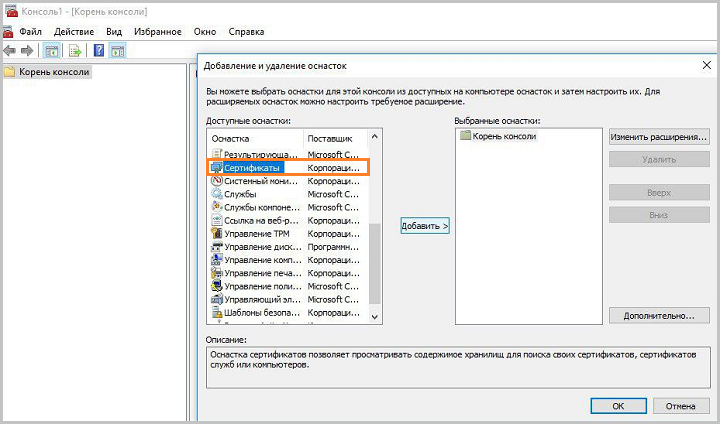 Консоль1 - [Корень консоли]
Файл Действие Вид Избранное Окно Справка
Корень консоли
Добавление и удаление оснасток
Вы можете выбрать оснастки для этой консоли из доступных на компьютере оснасток и затем настроить их. Для
расширяемых оснасток можно настроить требуемое расширение.
Доступные оснастки:
Оснастка Поставщик
Результирующа... Microsoft C...
Сертификаты Корпораци...
Системный мони... Корпораци...
Службы Microsoft C...
Службы компоне... Корпораци...
Ссылка на веб-р... Корпораци...
Управление TPM Корпораци...
Управление диск... Программн...
Управление комп... Корпораци...
Управление печа... Корпораци...
Управление поли... Microsoft C...
Управляющий эл... Microsoft C...
Шаблоны безопа... Корпораци...
Добавить >
Выбранные оснастки:
Корень консоли
Изменить расширения...
Удалить
Вверх
Вниз
Дополнительно...
Описание:
Оснастка сертификатов позволяет просматривать содержимое хранилищ для поиска своих сертификатов, сертификатов
служб или компьютеров.
ОК Отмена